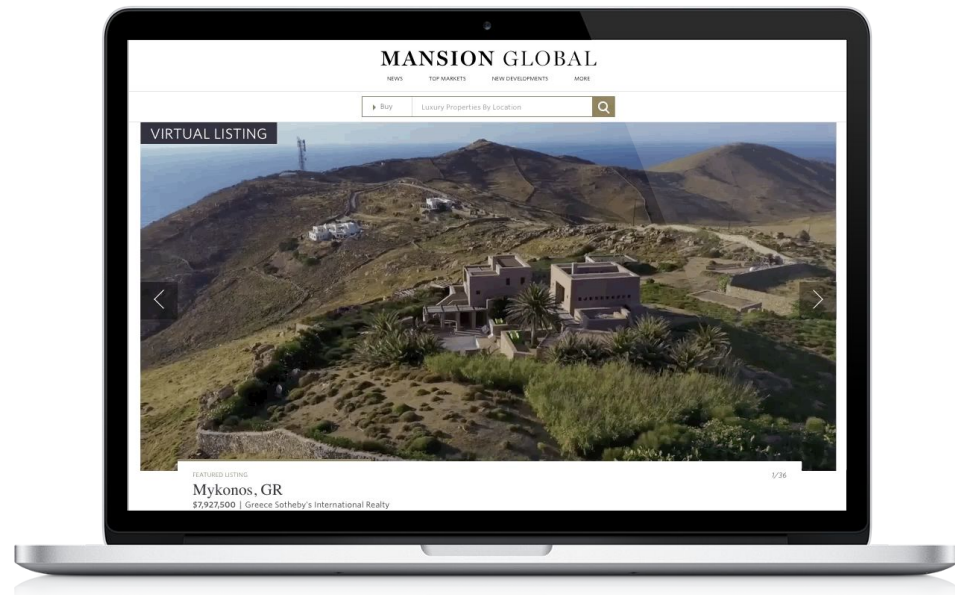 MANSION GLOBAL
NEWS TOP MARKETS NEW DEVELOPMENTS MORE
Buy Luxury Properties By Location
VIRTUAL LISTING
FEATURED LISTING 1/36
Mykonos, GR
$7,927,500 | Greece Sotheby's International Realty